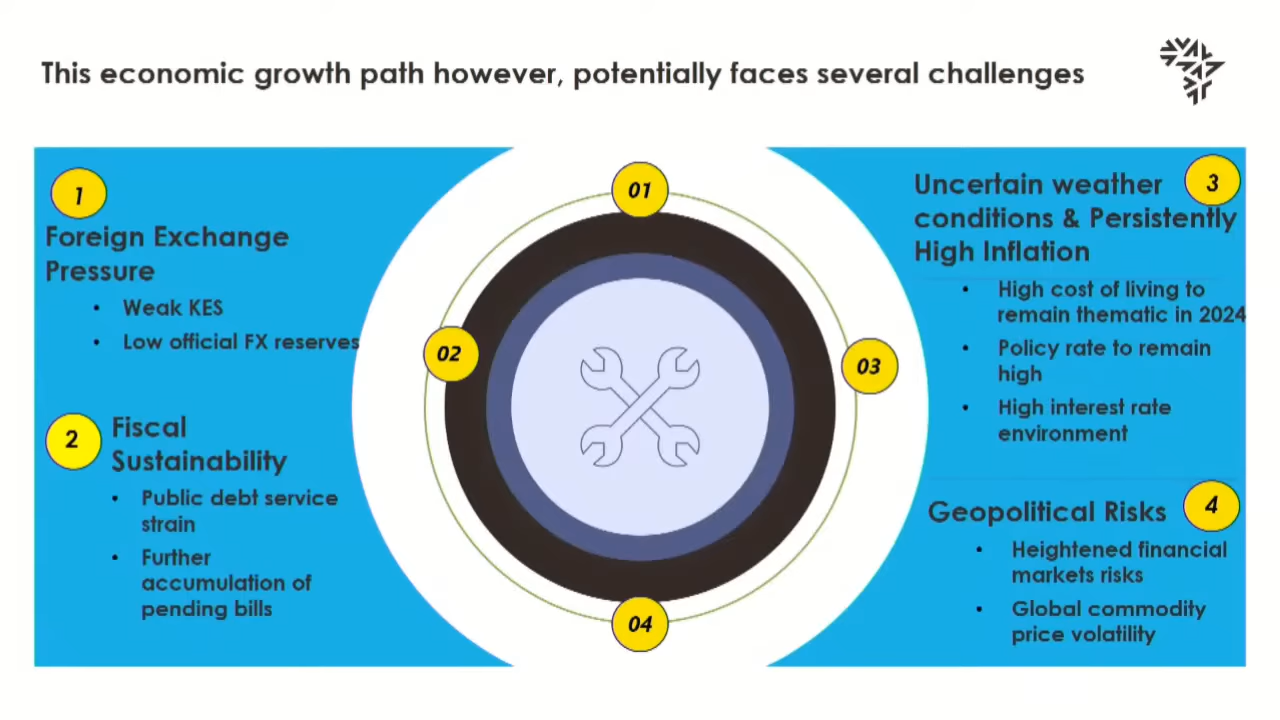 This economic growth path however, potentially faces several challenges
1
Foreign Exchange
Pressure
• Weak KES
• Low official FX reserves
2
Fiscal
Sustainability
• Public debt service
strain
• Further
accumulation of
pending bills
01
02
03
04
3
Uncertain weather
conditions & Persistently
High Inflation
• High cost of living to
remain thematic in 2024
• Policy rate to remain
high
• High interest rate
environment
4
Geopolitical Risks
• Heightened financial
markets risks
• Global commodity
price volatility